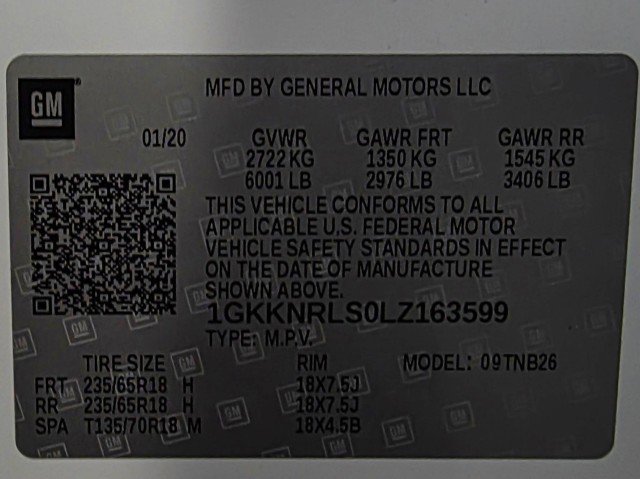 GM
MFD BY GENERAL MOTORS LLC
01/20 GVWR GAWR FRT GAWR RR
2722 KG 1350 KG 1545 KG
6001 LB 2976 LB 3406 LB
THIS VEHICLE CONFORMS TO ALL
APPLICABLE U.S. FEDERAL MOTOR
VEHICLE SAFETY STANDARDS IN EFFECT
ON THE DATE OF MANUFACTURE
SHOWN ABOVE.
1GKKNRLS0LZ163599
TYPE: M.P.V.
TIRE SIZE RIM MODEL: 09TNB26
FRT 235/65R18 H 18X7.5J
RR 235/65R18 H 18X7.5J
SPA T135/70R18 M 18X4.5B